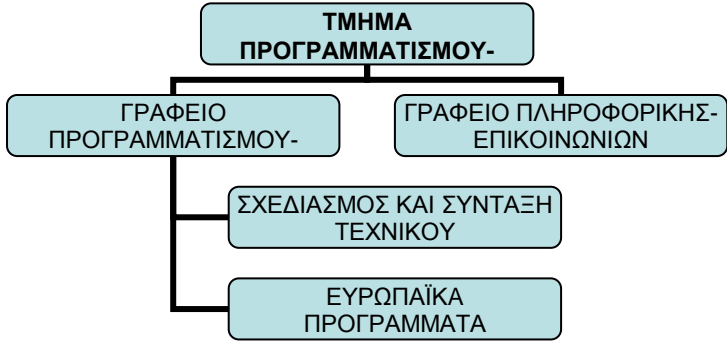 ΤΜΗΜΑ
ΠΡΟΓΡΑΜΜΑΤΙΣΜΟΥ-
ΓΡΑΦΕΙΟ
ΠΡΟΓΡΑΜΜΑΤΙΣΜΟΥ-
ΓΡΑΦΕΙΟ ΠΛΗΡΟΦΟΡΙΚΗΣ-
ΕΠΙΚΟΙΝΩΝΙΩΝ
ΣΧΕΔΙΑΣΜΟΣ ΚΑΙ ΣΥΝΤΑΞΗ
ΤΕΧΝΙΚΟΥ
ΕΥΡΩΠΑΪΚΑ
ΠΡΟΓΡΑΜΜΑΤΑ